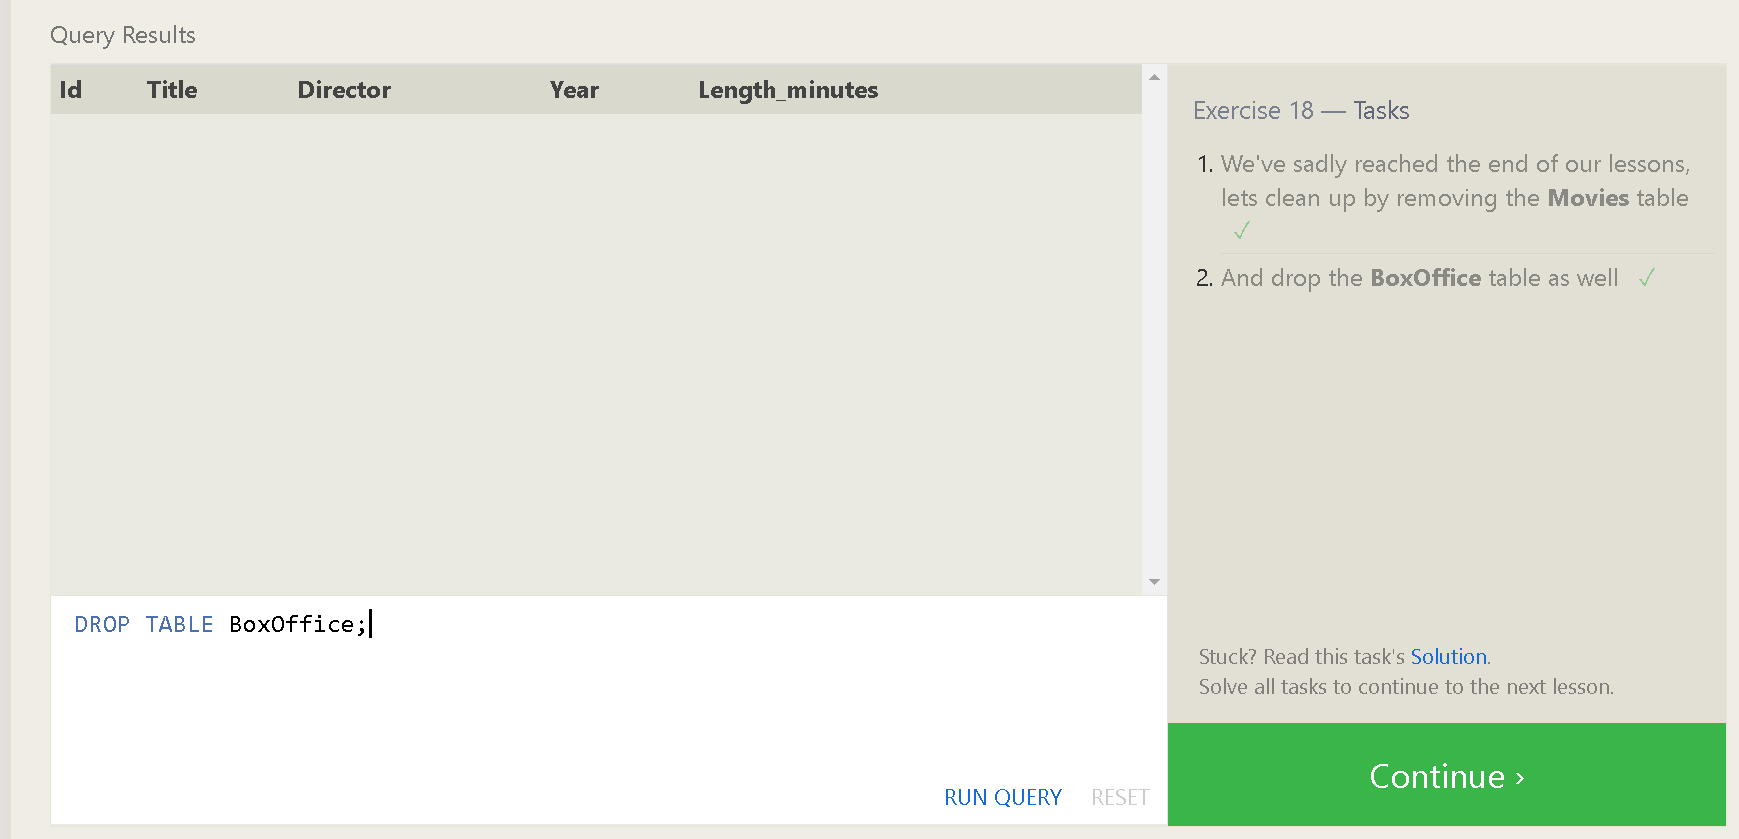 Query Results
Id Title Director Year Length_minutes
DROP TABLE BoxOffice;
RUN QUERY RESET
Exercise 18 — Tasks
1. We've sadly reached the end of our lessons,
lets clean up by removing the Movies table
✓
2. And drop the BoxOffice table as well ✓
Stuck? Read this task's Solution.
Solve all tasks to continue to the next lesson.
Continue ›